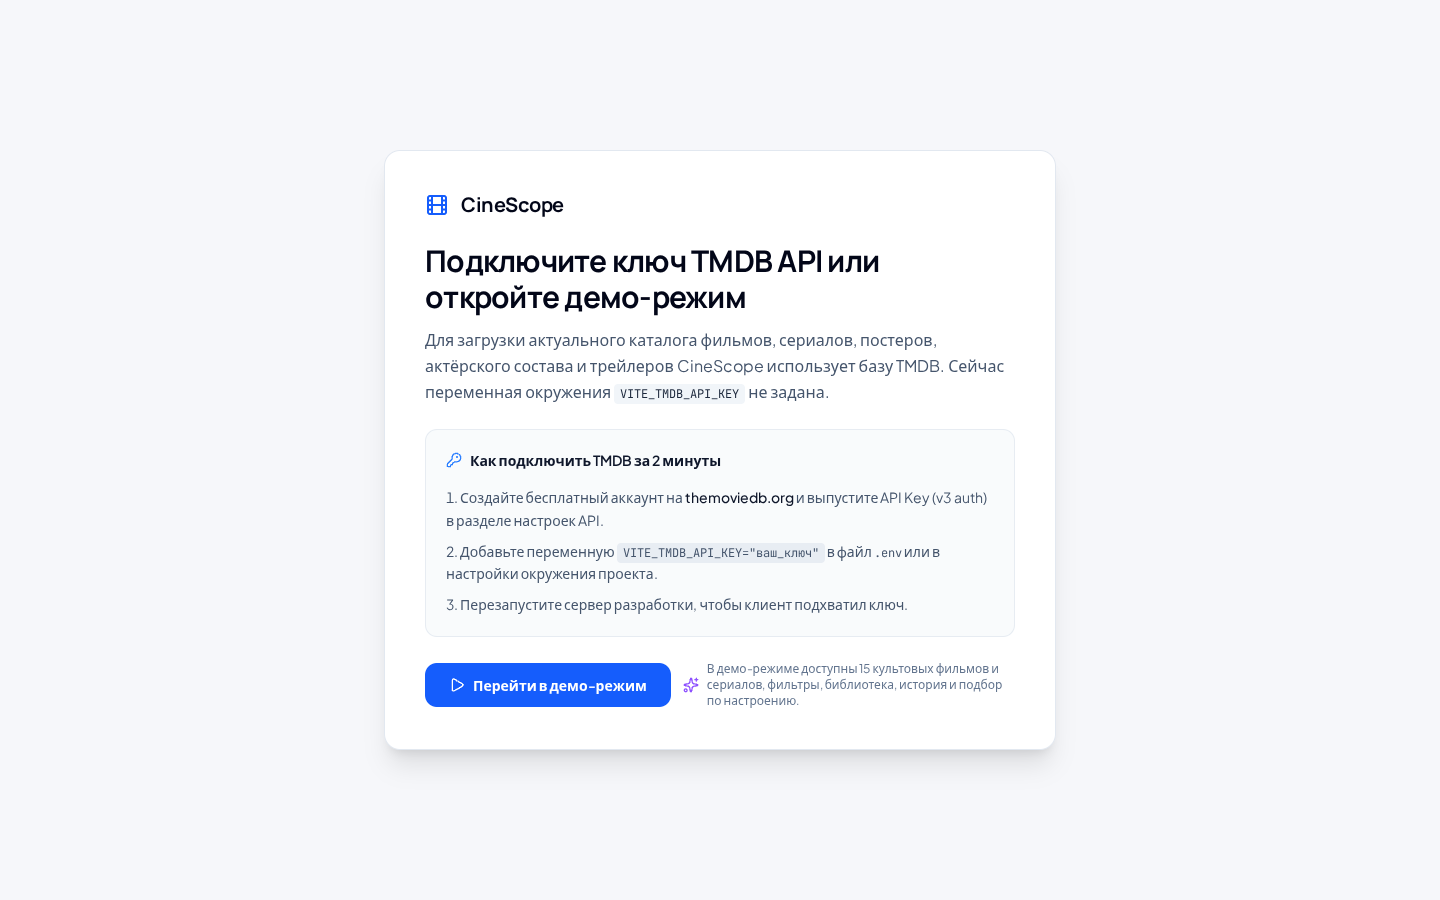 CineScope
Подключите ключ TMDB API или
откройте демо-режим
Для загрузки актуального каталога фильмов, сериалов, постеров,
актёрского состава и трейлеров CineScope использует базу TMDB. Сейчас
переменная окружения VITE_TMDB_API_KEY не задана.
Как подключить TMDB за 2 минуты
1. Создайте бесплатный аккаунт на themoviedb.org и выпустите API Key (v3 auth)
в разделе настроек API.
2. Добавьте переменную VITE_TMDB_API_KEY="ваш_ключ" в файл .env или в
настройки окружения проекта.
3. Перезапустите сервер разработки, чтобы клиент подхватил ключ.
Перейти в демо-режим
В демо-режиме доступны 15 культовых фильмов и
сериалов, фильтры, библиотека, история и подбор
по настроению.